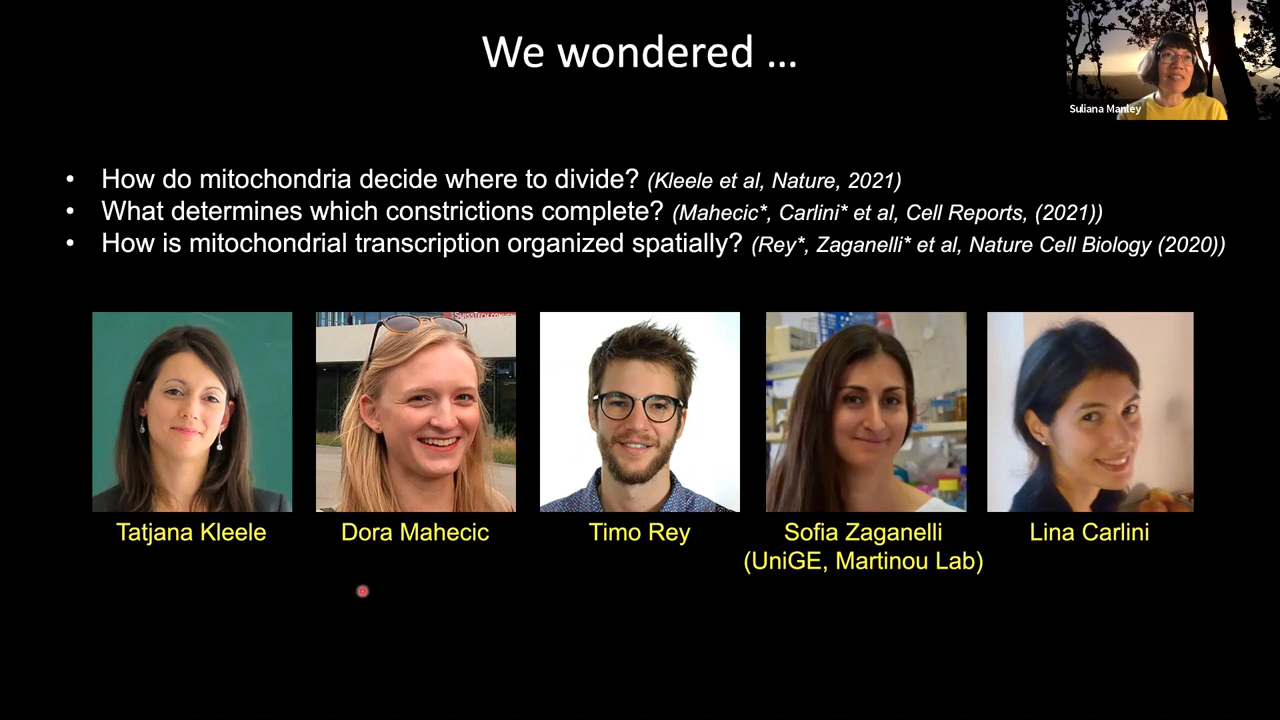 We wondered ...
Suliana Manley
• How do mitochondria decide where to divide? (Kleele et al, Nature, 2021)
• What determines which constrictions complete? (Mahecic*, Carlini* et al, Cell Reports, (2021))
• How is mitochondrial transcription organized spatially? (Rey*, Zaganelli* et al, Nature Cell Biology (2020))
Tatjana Kleele
Dora Mahecic
Timo Rey
Sofia Zaganelli
(UniGE, Martinou Lab)
Lina Carlini